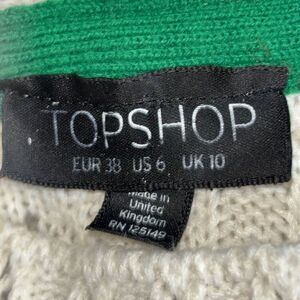 TOPSHOP
EUR 38 US 6 UK 10
Made in
United
Kingdom
RN 125149